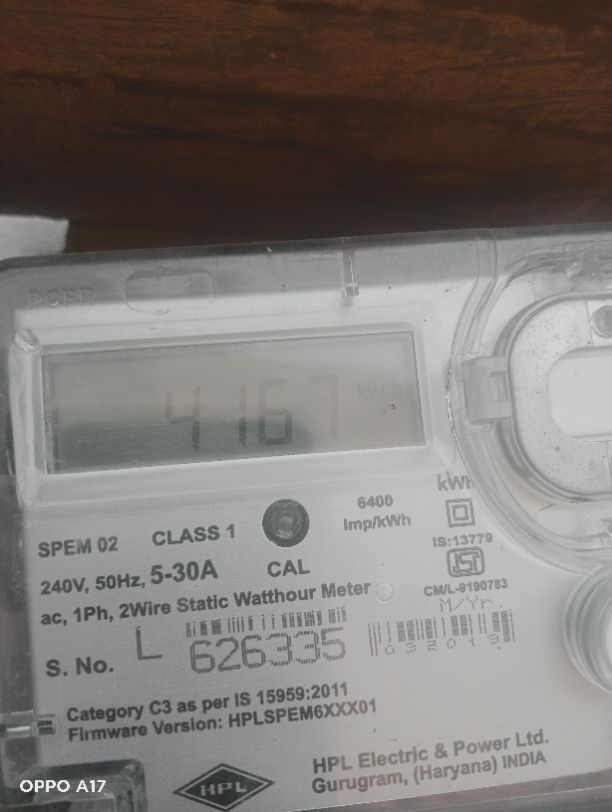 4167 kWh
kWh
SPEM 02 CLASS 1 6400
Imp/kWh
IS:13779
240V, 50Hz, 5-30A CAL
CM/L-9190783
ac, 1Ph, 2Wire Static Watthour Meter
M/Yr.
S. No. L 626335
032019
Category C3 as per IS 15959:2011
Firmware Version: HPLSPEM6XXX01
HPL
HPL Electric & Power Ltd.
Gurugram, (Haryana) INDIA
OPPO A17